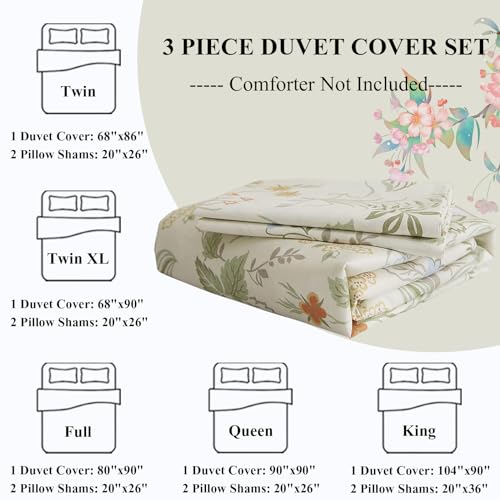 3 PIECE DUVET COVER SET
----- Comforter Not Included-----
Twin
1 Duvet Cover: 68"x86"
2 Pillow Shams: 20"x26"
Twin XL
1 Duvet Cover: 68"x90"
2 Pillow Shams: 20"x26"
Full
1 Duvet Cover: 80"x90"
2 Pillow Shams: 20"x26"
Queen
1 Duvet Cover: 90"x90"
2 Pillow Shams: 20"x26"
King
1 Duvet Cover: 104"x90"
2 Pillow Shams: 20"x36"